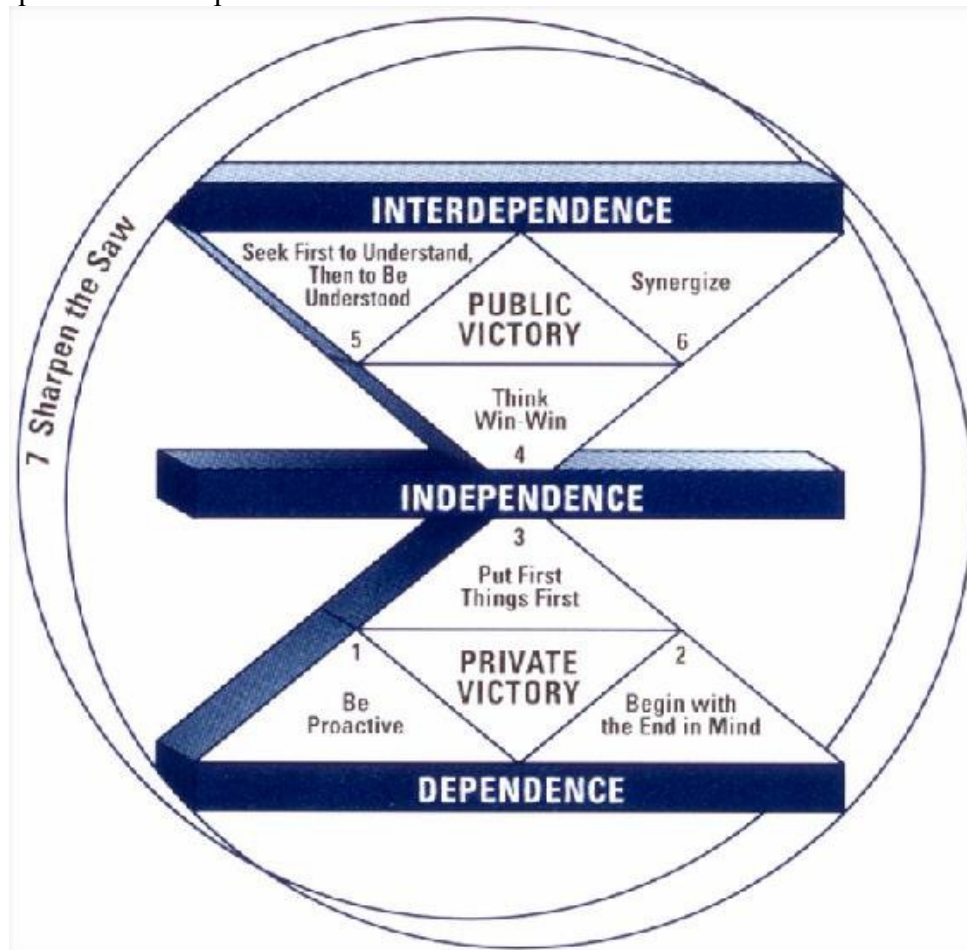 7 Sharpen the Saw
INTERDEPENDENCE
Seek First to Understand,
Then to Be
Understood
5
PUBLIC
VICTORY
Synergize
6
Think
Win-Win
4
INDEPENDENCE
3
Put First
Things First
1
Be
Proactive
PRIVATE
VICTORY
2
Begin with
the End in Mind
DEPENDENCE